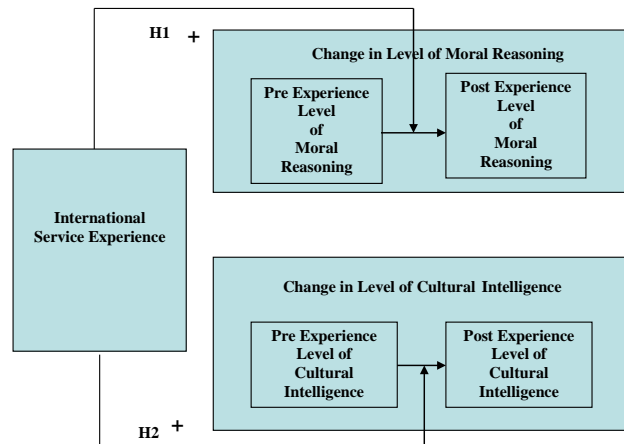 H1 +
Change in Level of Moral Reasoning
Pre Experience
Level
of
Moral
Reasoning
Post Experience
Level
of
Moral
Reasoning
International
Service Experience
Change in Level of Cultural Intelligence
Pre Experience
Level of
Cultural
Intelligence
Post Experience
Level of
Cultural
Intelligence
H2 +